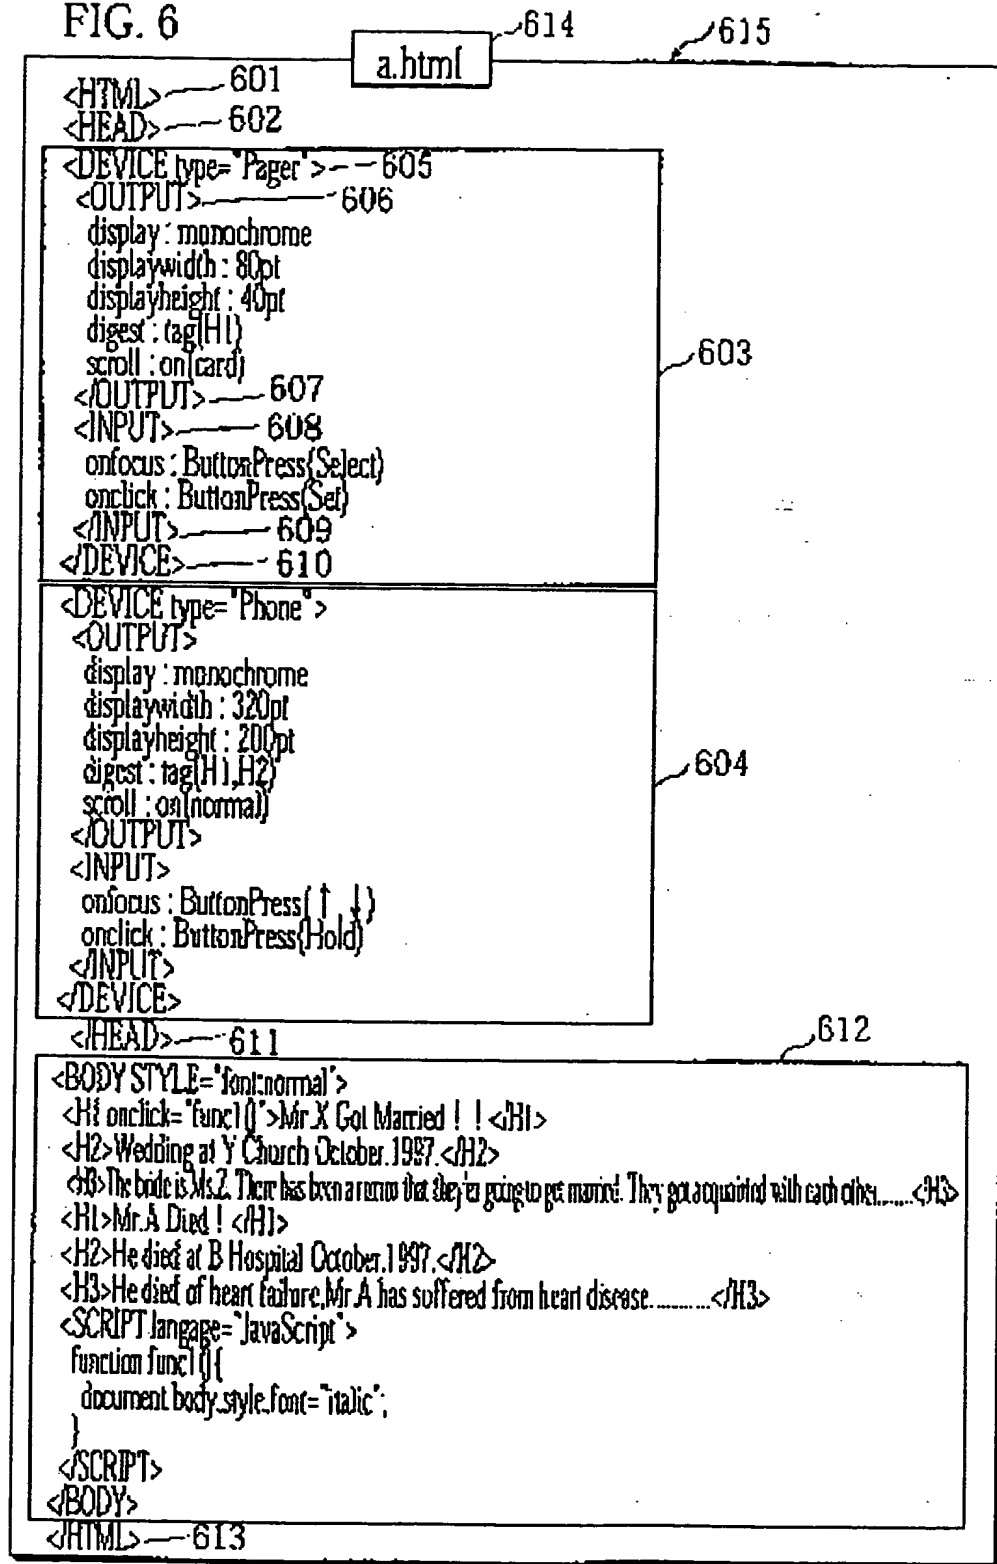 FIG. 6
614
615
a.html
<HTML> 601
<HEAD> 602
<DEVICE type="Pager"> 605
<OUTPUT> 606
display : monochrome
displaywidth : 80pt
displayheight : 40pt
digest : tag{H1}
scroll : on{card}
603
</OUTPUT> 607
<INPUT> 608
onfocus : ButtonPress{Select}
onclick : ButtonPress{Set}
</INPUT> 609
</DEVICE> 610
<DEVICE type="Phone">
<OUTPUT>
display : monochrome
displaywidth : 320pt
displayheight : 200pt
digest : tag{H1,H2}
604
scroll : on{normal}
</OUTPUT>
<INPUT>
onfocus : ButtonPress{ ↑ ↓ }
onclick : ButtonPress{Hold}
</INPUT>
</DEVICE>
</HEAD> 611
612
<BODY STYLE="font:normal">
<H1 onclick="func1()">Mr.X Got Married ! ! </H1>
<H2>Wedding at Y Church October.1997.</H2>
<H3>The bride is Ms.Z. There has been a rumor that they're going to get married. They got acquainted with each other.......</H3>
<H1>Mr.A Died ! </H1>
<H2>He died at B Hospital October.1997.</H2>
<H3>He died of heart failure,Mr.A has suffered from heart disease...........</H3>
<SCRIPT langage="JavaScript">
function func1(){
document.body.style.font="italic";
}
</SCRIPT>
</BODY>
</HTML> 613